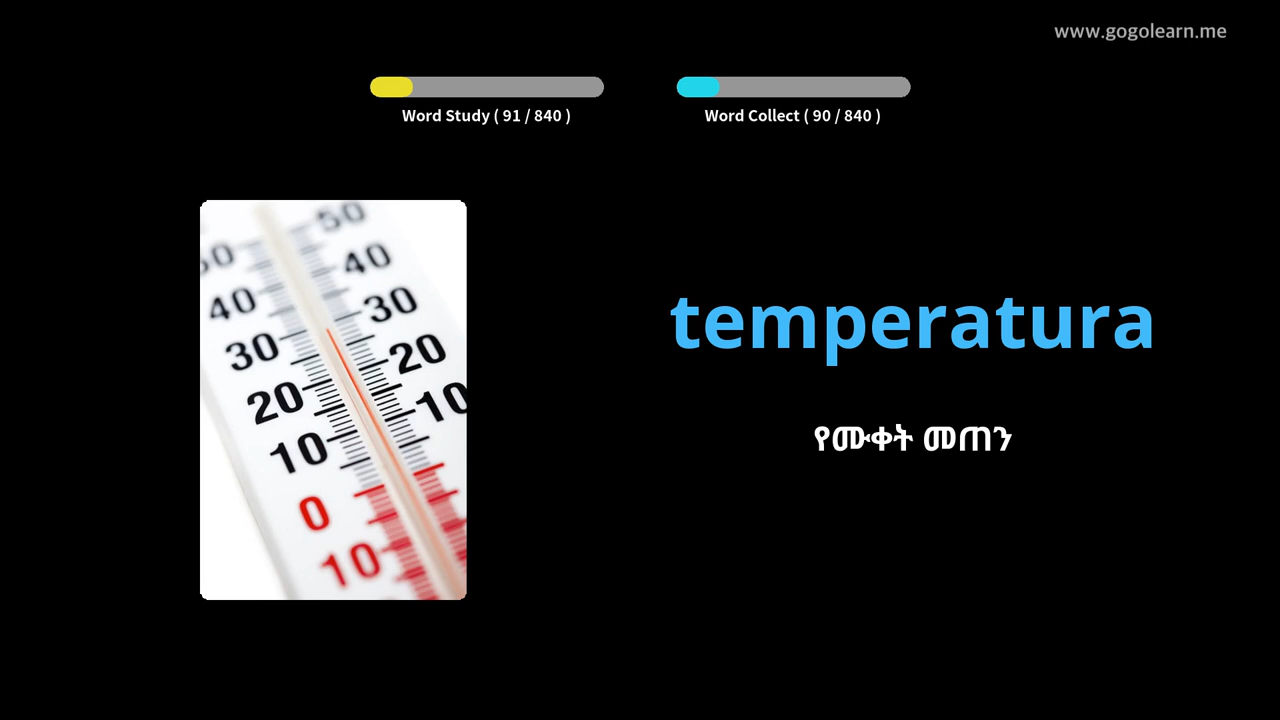 www.gogolearn.me
Word Study ( 91 / 840 )
Word Collect ( 90 / 840 )
50
50
40
40
30
30
20
20
10
10
0
10
temperatura
የሙቀት መጠን